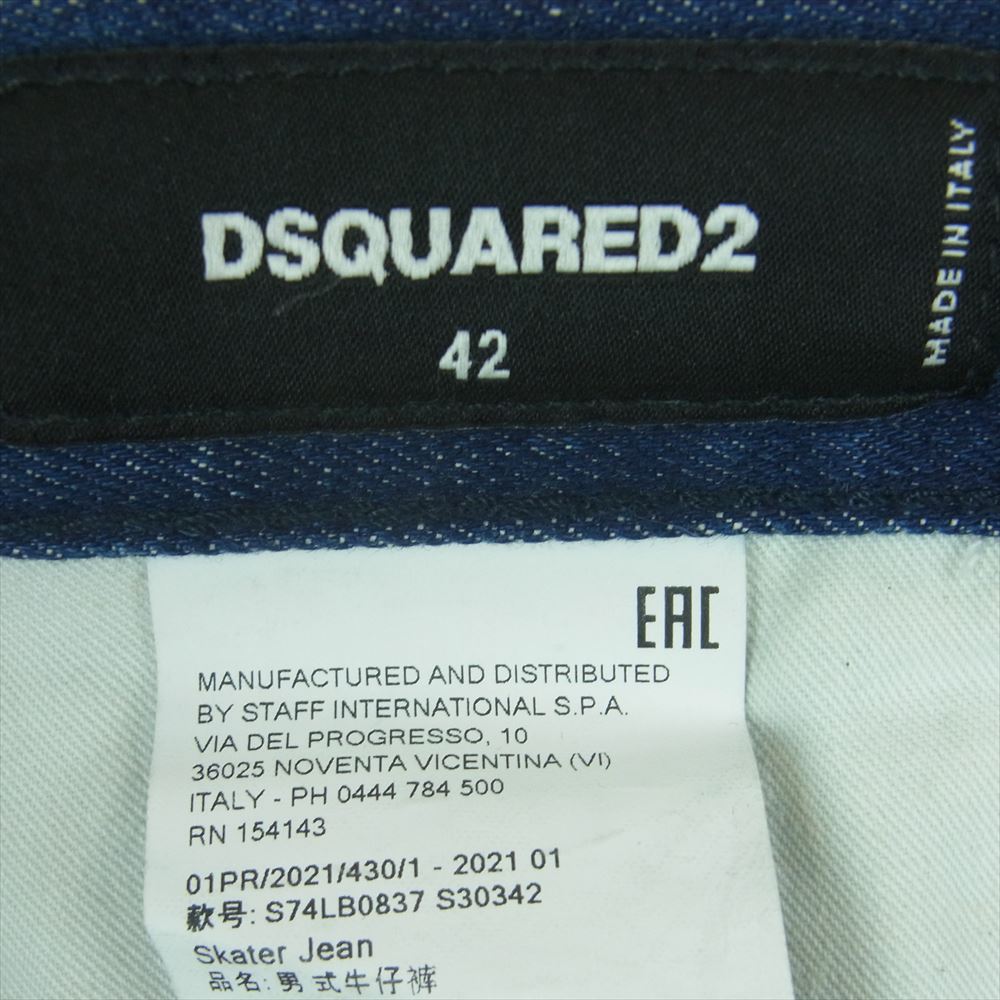 DSQUARED2
42
MADE IN ITALY
EAC
MANUFACTURED AND DISTRIBUTED
BY STAFF INTERNATIONAL S.P.A.
VIA DEL PROGRESSO, 10
36025 NOVENTA VICENTINA (VI)
ITALY - PH 0444 784 500
RN 154143
01PR/2021/430/1 - 2021 01
款号: S74LB0837 S30342
Skater Jean
品名: 男式牛仔裤